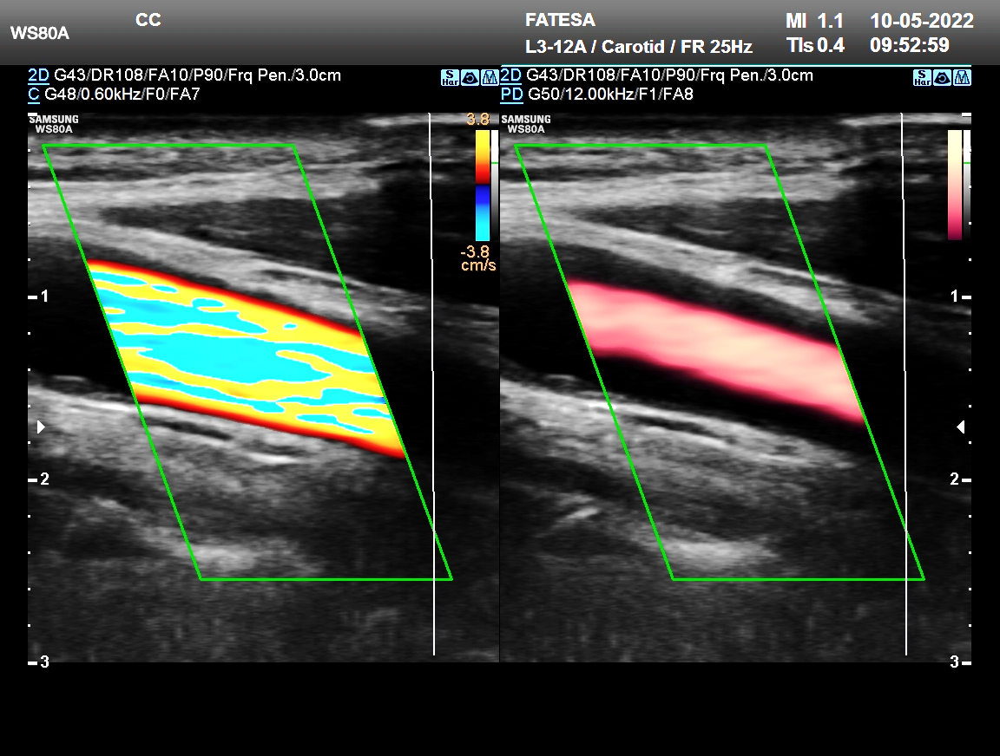 WS80A
CC
FATESA
L3-12A / Carotid / FR 25Hz
MI 1.1
TIs 0.4
10-05-2022
09:52:59
2D G43/DR108/FA10/P90/Frq Pen./3.0cm
C G48/0.60kHz/F0/FA7
S Har
M
2D G43/DR108/FA10/P90/Frq Pen./3.0cm
PD G50/12.00kHz/F1/FA8
S Har
M
SAMSUNG
WS80A
3.8
-3.8
cm/s
1
2
3
SAMSUNG
WS80A
1
2
3